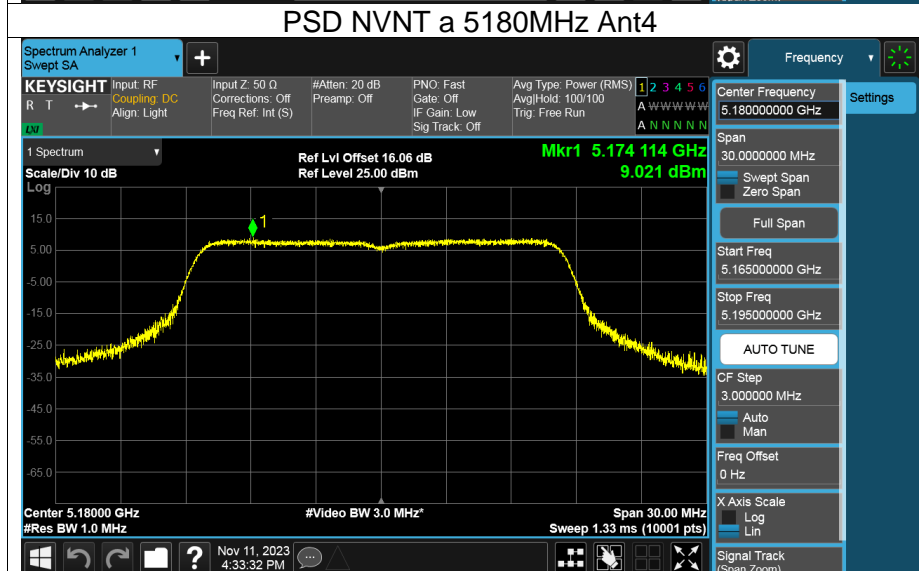 (Span Zoom)
PSD NVNT a 5180MHz Ant4
Spectrum Analyzer 1
Swept SA
+
Frequency
KEYSIGHT
R T
LXI
Input: RF
Coupling: DC
Align: Light
Input Z: 50 Ω
Corrections: Off
Freq Ref: Int (S)
#Atten: 20 dB
Preamp: Off
PNO: Fast
Gate: Off
IF Gain: Low
Sig Track: Off
Avg Type: Power (RMS)
Avg|Hold: 100/100
Trig: Free Run
1 2 3 4 5 6
A W W W W W
A N N N N N
1 Spectrum
Scale/Div 10 dB
Log
Ref Lvl Offset 16.06 dB
Ref Level 25.00 dBm
Mkr1 5.174 114 GHz
9.021 dBm
1
15.0
5.00
-5.00
-15.0
-25.0
-35.0
-45.0
-55.0
-65.0
Center 5.18000 GHz
#Res BW 1.0 MHz
#Video BW 3.0 MHz*
Span 30.00 MHz
Sweep 1.33 ms (10001 pts)
?
Nov 11, 2023
4:33:32 PM
Center Frequency
5.180000000 GHz
Settings
Span
30.0000000 MHz
Swept Span
Zero Span
Full Span
Start Freq
5.165000000 GHz
Stop Freq
5.195000000 GHz
AUTO TUNE
CF Step
3.000000 MHz
Auto
Man
Freq Offset
0 Hz
X Axis Scale
Log
Lin
Signal Track
(Span Zoom)